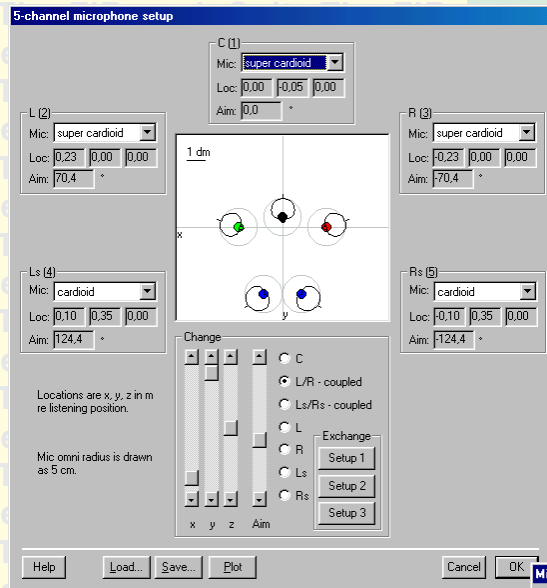 5-channel microphone setup
C (1)
Mic: super cardioid
Loc: 0,00 -0,05 0,00
Aim: 0,0 °
L (2)
Mic: super cardioid
Loc: 0,23 0,00 0,00
Aim: 70,4 °
R (3)
Mic: super cardioid
Loc: -0,23 0,00 0,00
Aim: -70,4 °
1 dm
x
y
Ls (4)
Mic: cardioid
Loc: 0,10 0,35 0,00
Aim: 124,4 °
Rs (5)
Mic: cardioid
Loc: -0,10 0,35 0,00
Aim: -124,4 °
Change
C
L/R - coupled
Ls/Rs - coupled
L
R
Ls
Rs
x y z Aim
Exchange
Setup 1
Setup 2
Setup 3
Locations are x, y, z in m
re listening position.
Mic omni radius is drawn
as 5 cm.
Help Load... Save... Plot Cancel OK